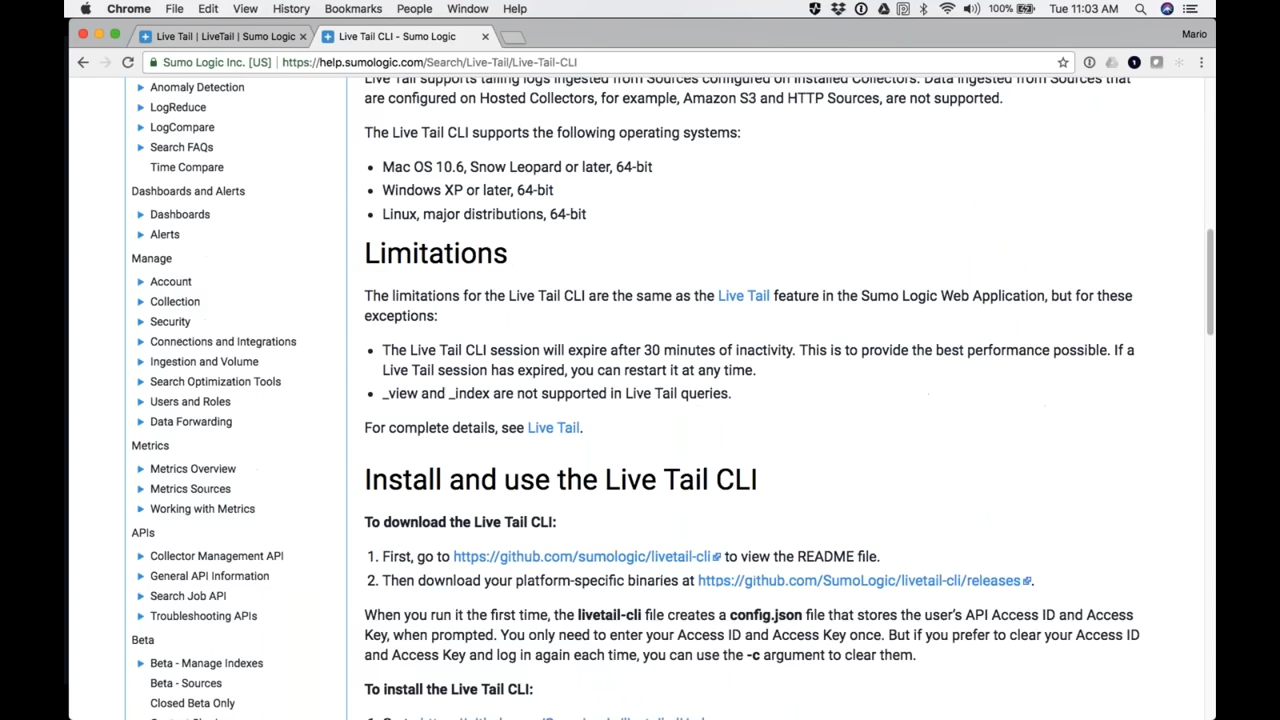 Chrome File Edit View History Bookmarks People Window Help 100% Tue 11:03 AM
Live Tail | LiveTail | Sumo Logic × Live Tail CLI - Sumo Logic × Mario
Sumo Logic Inc. [US] https://help.sumologic.com/Search/Live-Tail/Live-Tail-CLI
Anomaly Detection
LogReduce
LogCompare
Search FAQs
Time Compare
Dashboards and Alerts
Dashboards
Alerts
Manage
Account
Collection
Security
Connections and Integrations
Ingestion and Volume
Search Optimization Tools
Users and Roles
Data Forwarding
Metrics
Metrics Overview
Metrics Sources
Working with Metrics
APIs
Collector Management API
General API Information
Search Job API
Troubleshooting APIs
Beta
Beta - Manage Indexes
Beta - Sources
Closed Beta Only
Live Tail supports tailing logs ingested from Sources configured on Installed Collectors. Data ingested from Sources that
are configured on Hosted Collectors, for example, Amazon S3 and HTTP Sources, are not supported.
The Live Tail CLI supports the following operating systems:
• Mac OS 10.6, Snow Leopard or later, 64-bit
• Windows XP or later, 64-bit
• Linux, major distributions, 64-bit
Limitations
The limitations for the Live Tail CLI are the same as the Live Tail feature in the Sumo Logic Web Application, but for these
exceptions:
• The Live Tail CLI session will expire after 30 minutes of inactivity. This is to provide the best performance possible. If a
Live Tail session has expired, you can restart it at any time.
• _view and _index are not supported in Live Tail queries.
For complete details, see Live Tail.
Install and use the Live Tail CLI
To download the Live Tail CLI:
1. First, go to https://github.com/sumologic/livetail-cli to view the README file.
2. Then download your platform-specific binaries at https://github.com/SumoLogic/livetail-cli/releases.
When you run it the first time, the livetail-cli file creates a config.json file that stores the user's API Access ID and Access
Key, when prompted. You only need to enter your Access ID and Access Key once. But if you prefer to clear your Access ID
and Access Key and log in again each time, you can use the -c argument to clear them.
To install the Live Tail CLI: